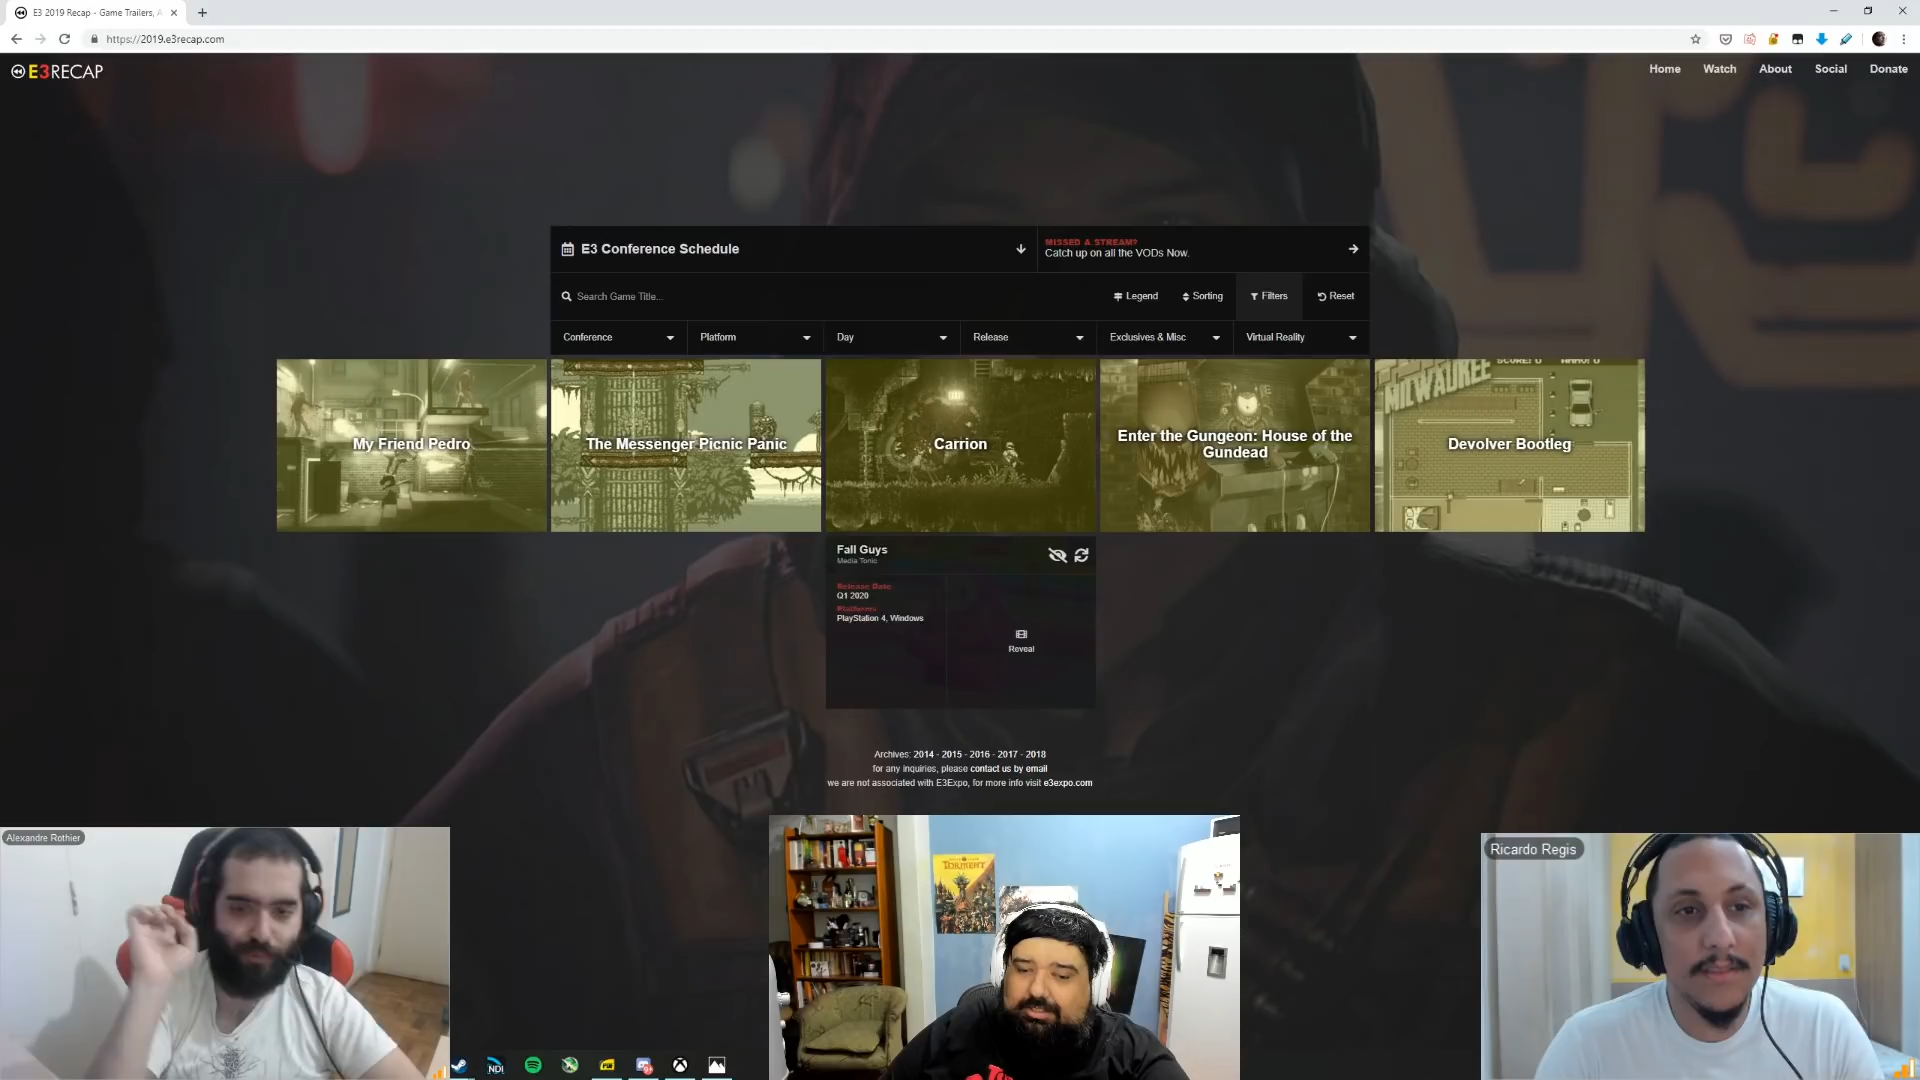 E3 2019 Recap - Game Trailers, A
https://2019.e3recap.com
E3RECAP
Home
Watch
About
Social
Donate
E3 Conference Schedule
MISSED A STREAM?
Catch up on all the VODs Now.
Search Game Title...
Legend
Sorting
Filters
Reset
Conference
Platform
Day
Release
Exclusives & Misc
Virtual Reality
MILWAUKEE
My Friend Pedro
The Messenger Picnic Panic
Carrion
Enter the Gungeon: House of the
Gundead
Devolver Bootleg
Fall Guys
Media Tonic
Release Date
Q1 2020
Platforms
PlayStation 4, Windows
Reveal
Archives: 2014 - 2015 - 2016 - 2017 - 2018
for any inquiries, please contact us by email
we are not associated with E3Expo, for more info visit e3expo.com
Alexandre Rothier
TORMENT
Ricardo Regis
NDI